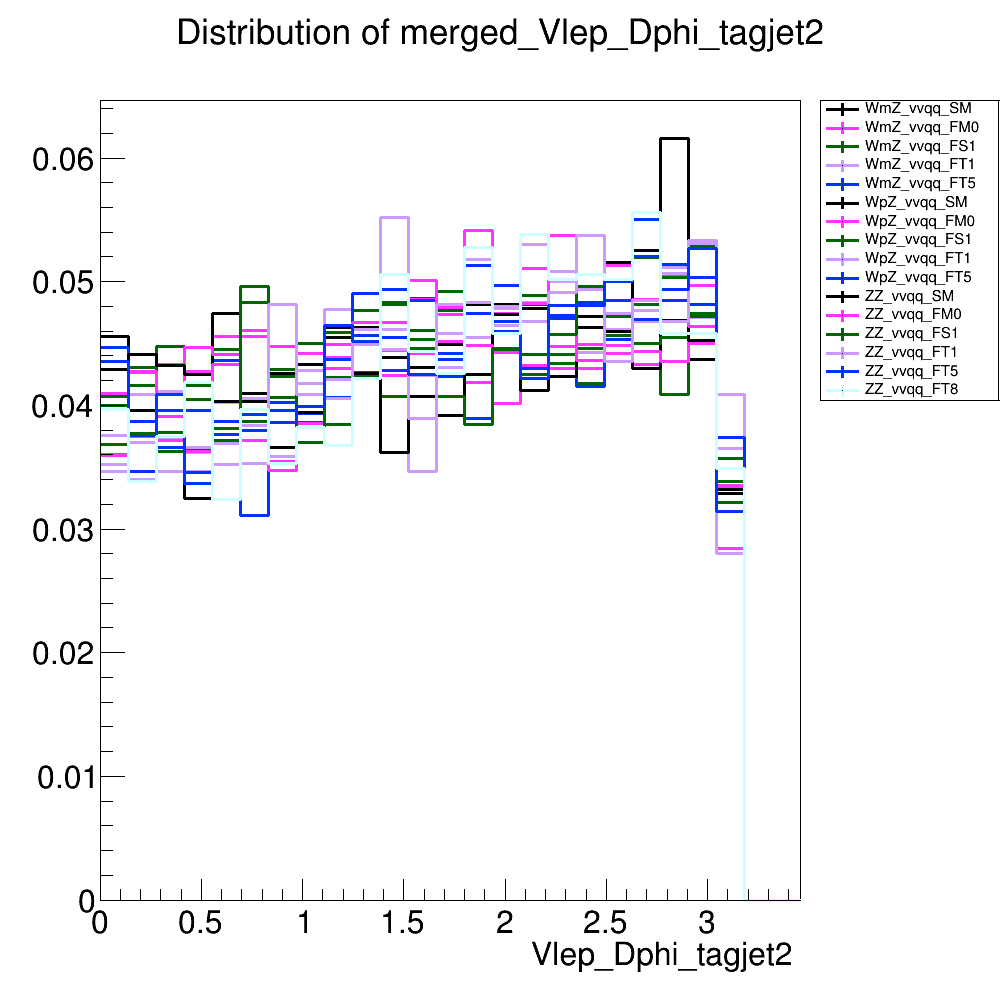 Distribution of merged_Vlep_Dphi_tagjet2
0.06
0.05
0.04
0.03
0.02
0.01
0
0 0.5 1 1.5 2 2.5 3
Vlep_Dphi_tagjet2
WmZ_vvqq_SM
WmZ_vvqq_FM0
WmZ_vvqq_FS1
WmZ_vvqq_FT1
WmZ_vvqq_FT5
WpZ_vvqq_SM
WpZ_vvqq_FM0
WpZ_vvqq_FS1
WpZ_vvqq_FT1
WpZ_vvqq_FT5
ZZ_vvqq_SM
ZZ_vvqq_FM0
ZZ_vvqq_FS1
ZZ_vvqq_FT1
ZZ_vvqq_FT5
ZZ_vvqq_FT8